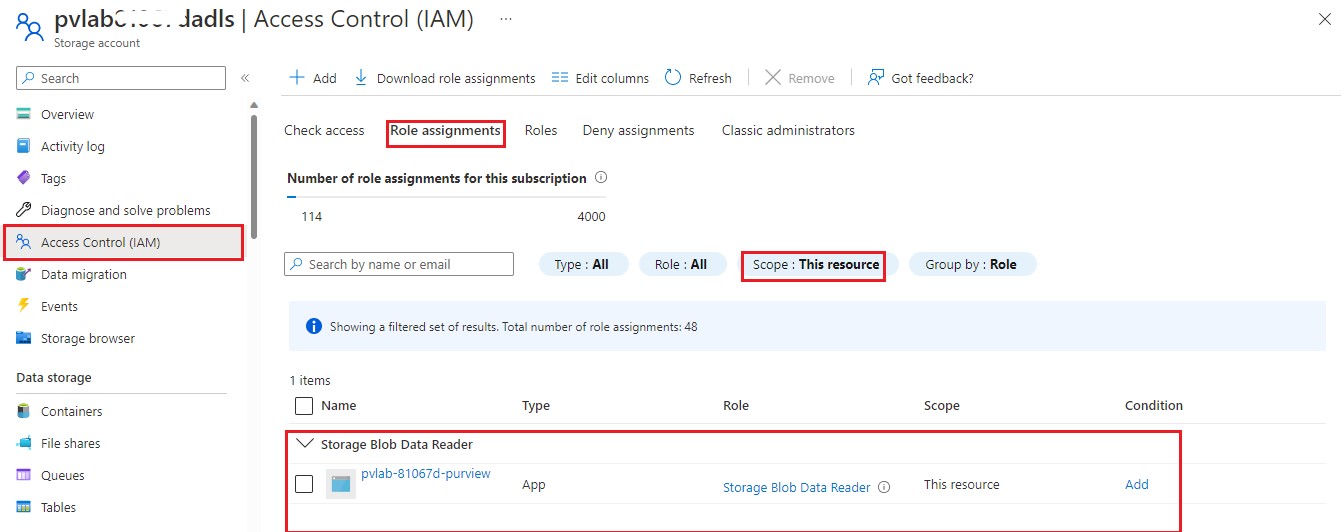 dadls | Access Control (IAM) ...
Storage account
Search «
Add Download role assignments Edit columns Refresh Remove Got feedback?
Overview
Activity log
Tags
Diagnose and solve problems
Access Control (IAM)
Data migration
Events
Storage browser
Data storage
Containers
File shares
Queues
Tables
Check access Role assignments Roles Deny assignments Classic administrators
Number of role assignments for this subscription
114 4000
Search by name or email Type : All Role : All Scope : This resource Group by : Role
Showing a filtered set of results. Total number of role assignments: 48
1 items
Name Type Role Scope Condition
Storage Blob Data Reader
pvlab-81067d-purview App Storage Blob Data Reader This resource Add